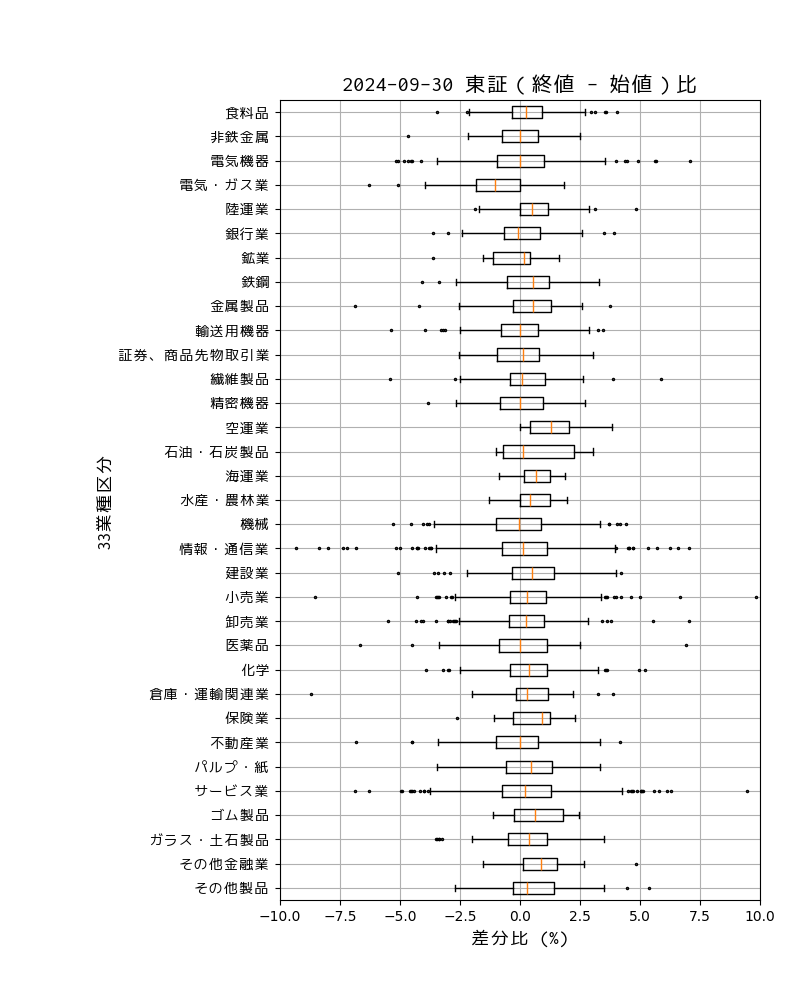 2024-09-30 東証（終値 - 始値）比
食料品
非鉄金属
電気機器
電気・ガス業
陸運業
銀行業
鉱業
鉄鋼
金属製品
輸送用機器
証券、商品先物取引業
繊維製品
精密機器
空運業
石油・石炭製品
海運業
水産・農林業
機械
情報・通信業
建設業
小売業
卸売業
医薬品
化学
倉庫・運輸関連業
保険業
不動産業
パルプ・紙
サービス業
ゴム製品
ガラス・土石製品
その他金融業
その他製品
33業種区分
−10.0 −7.5 −5.0 −2.5 0.0 2.5 5.0 7.5 10.0
差分比 (%)